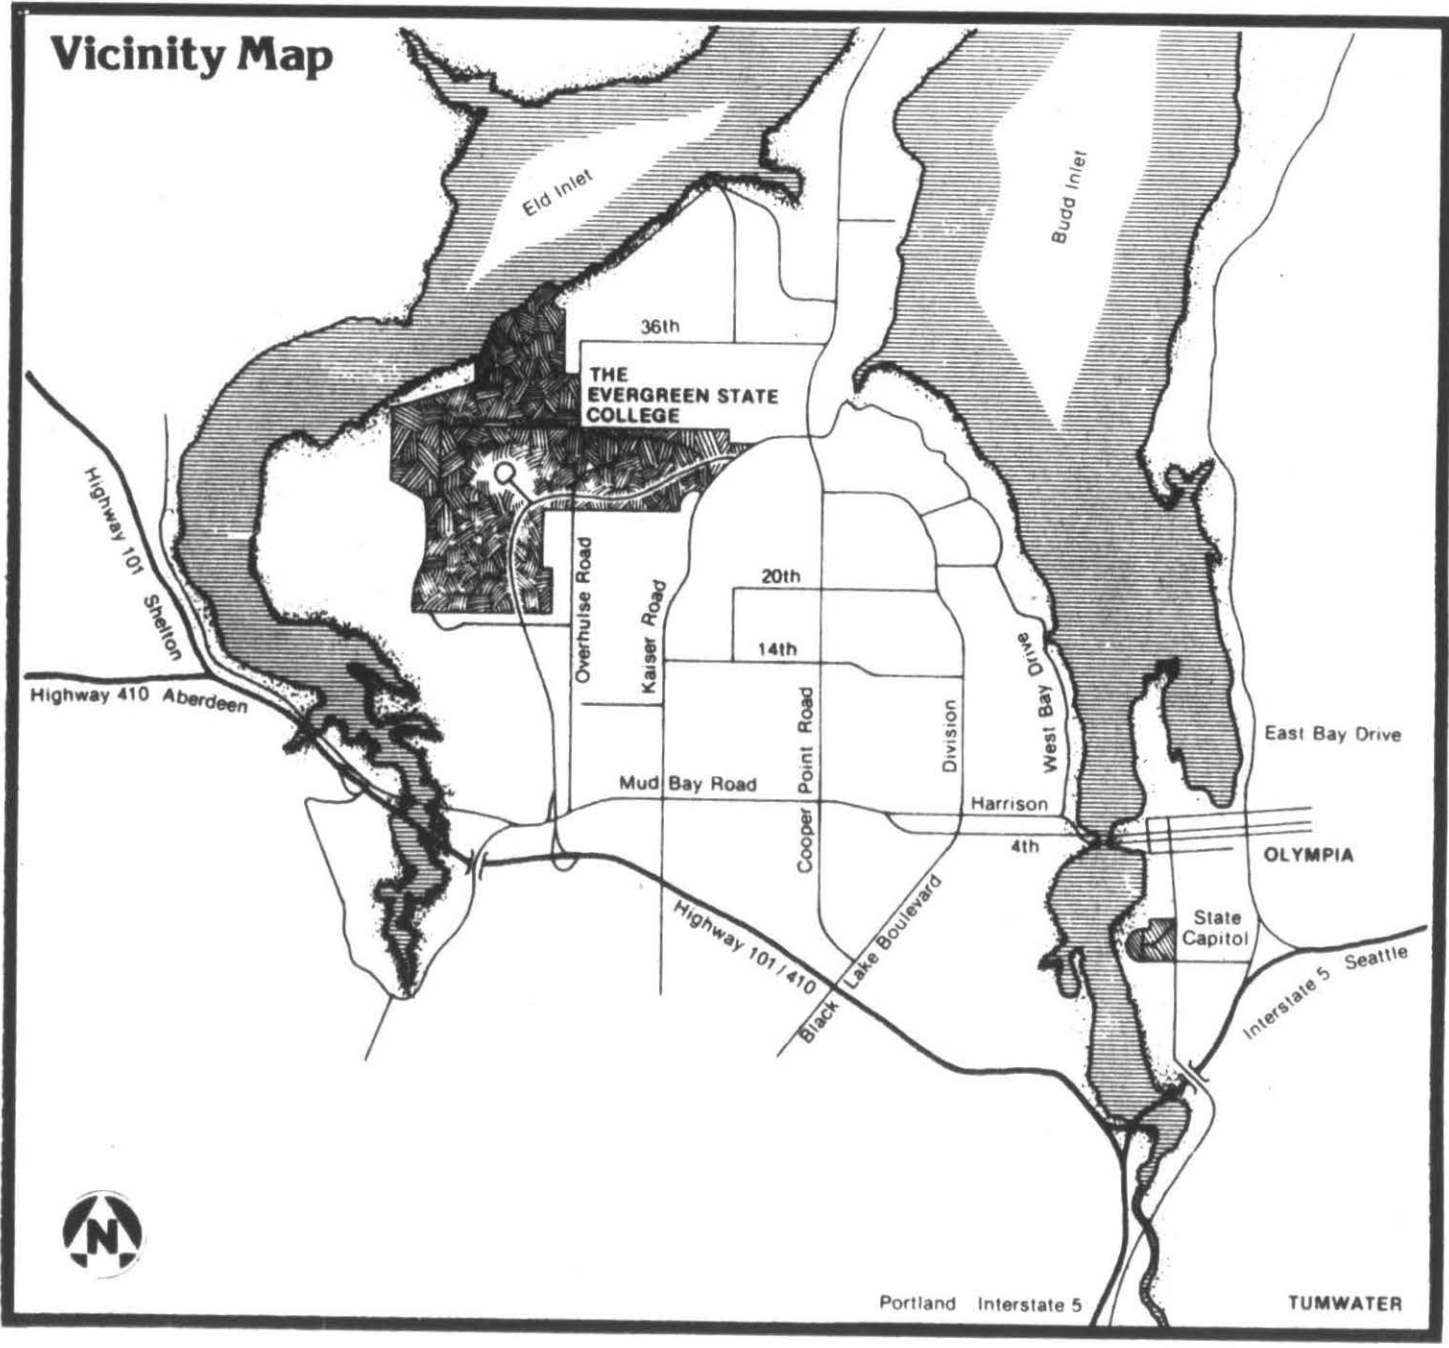 Vicinity Map
Eld Inlet
Budd Inlet
36th
THE
EVERGREEN STATE
COLLEGE
Highway 101 Shelton
Overhulse Road
Kaiser Road
20th
14th
West Bay Drive
Highway 410 Aberdeen
Cooper Point Road
Division
East Bay Drive
Mud Bay Road
Harrison
4th
OLYMPIA
Highway 101/410
Black Lake Boulevard
State
Capitol
Interstate 5 Seattle
N
Portland Interstate 5
TUMWATER